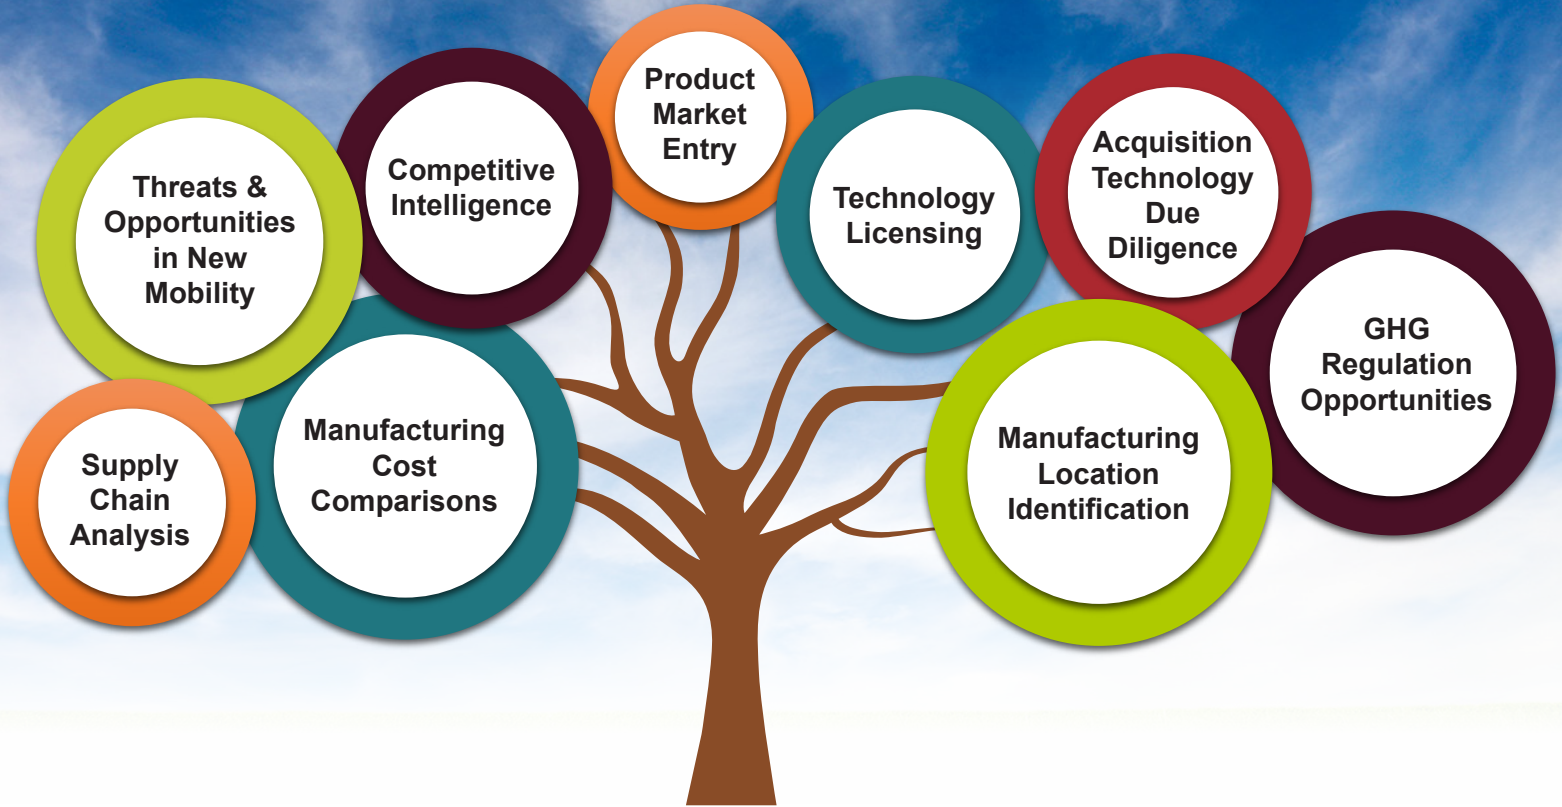 Threats &
Opportunities
in New
Mobility
Competitive
Intelligence
Product
Market
Entry
Technology
Licensing
Acquisition
Technology
Due
Diligence
GHG
Regulation
Opportunities
Supply
Chain
Analysis
Manufacturing
Cost
Comparisons
Manufacturing
Location
Identification